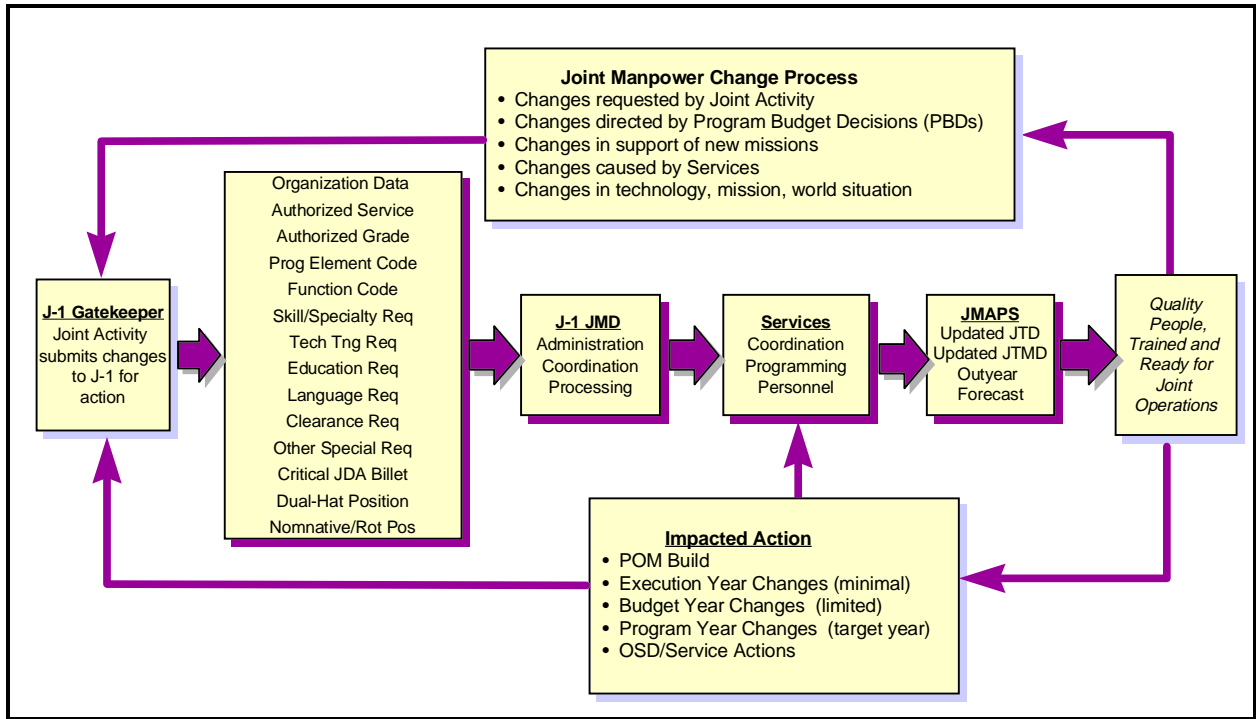 Joint Manpower Change Process
• Changes requested by Joint Activity
• Changes directed by Program Budget Decisions (PBDs)
• Changes in support of new missions
• Changes caused by Services
• Changes in technology, mission, world situation
J-1 Gatekeeper
Joint Activity
submits changes
to J-1 for
action
Organization Data
Authorized Service
Authorized Grade
Prog Element Code
Function Code
Skill/Specialty Req
Tech Tng Req
Education Req
Language Req
Clearance Req
Other Special Req
Critical JDA Billet
Dual-Hat Position
Nomnative/Rot Pos
J-1 JMD
Administration
Coordination
Processing
Services
Coordination
Programming
Personnel
JMAPS
Updated JTD
Updated JTMD
Outyear
Forecast
Quality
People,
Trained and
Ready for
Joint
Operations
Impacted Action
• POM Build
• Execution Year Changes (minimal)
• Budget Year Changes (limited)
• Program Year Changes (target year)
• OSD/Service Actions